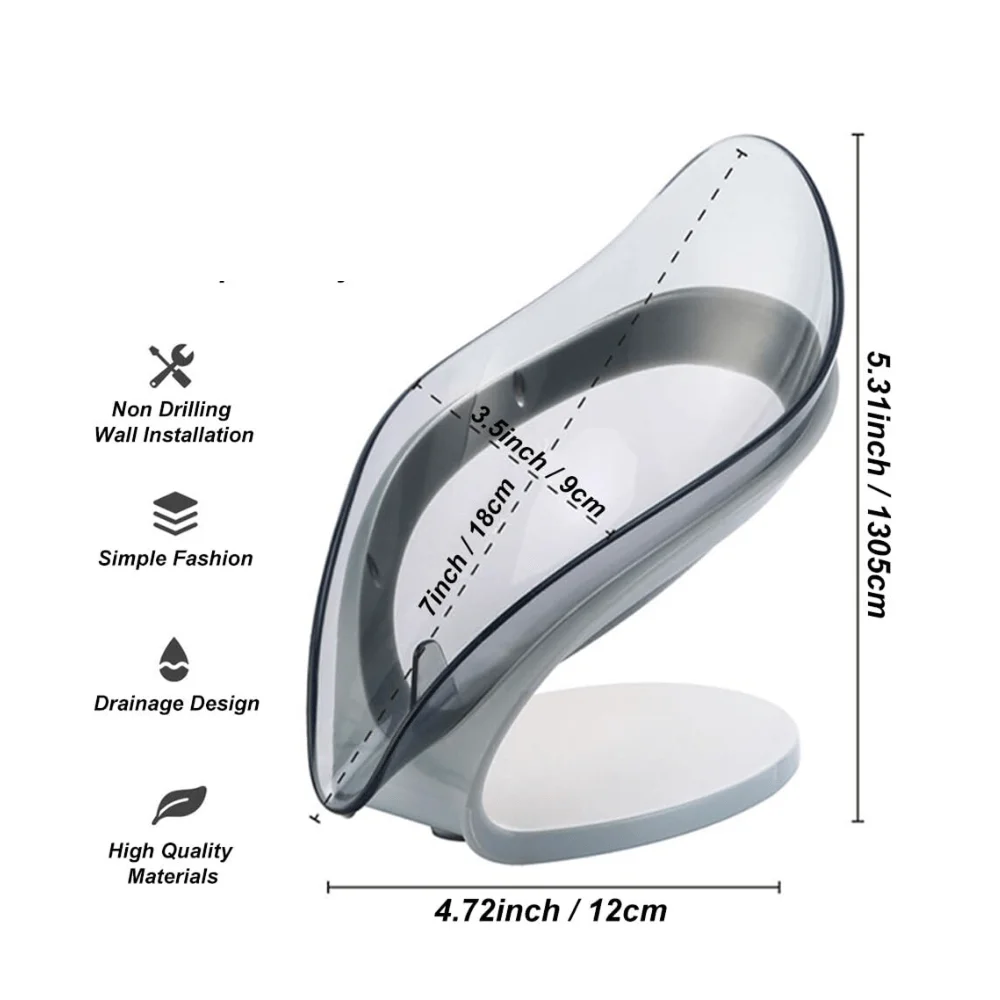 Non Drilling
Wall Installation
Simple Fashion
Drainage Design
High Quality
Materials
3.5inch / 9cm
7inch / 18cm
5.31inch / 1305cm
4.72inch / 12cm